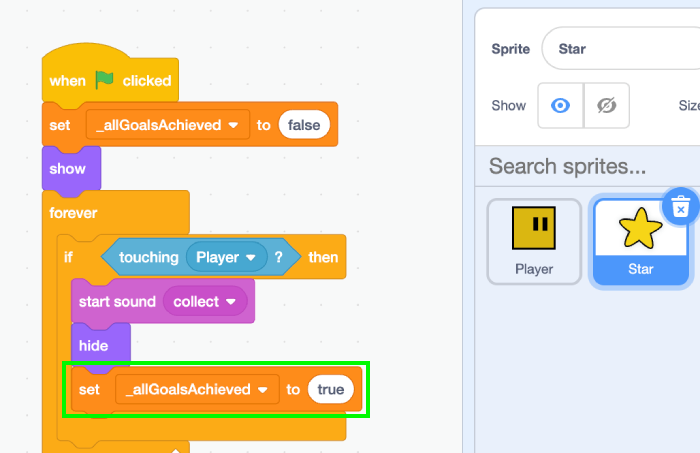 when clicked
set _allGoalsAchieved to false
show
forever
if touching Player ? then
start sound collect
hide
set _allGoalsAchieved to true
Sprite Star
Show Size
Search sprites...
Player Star